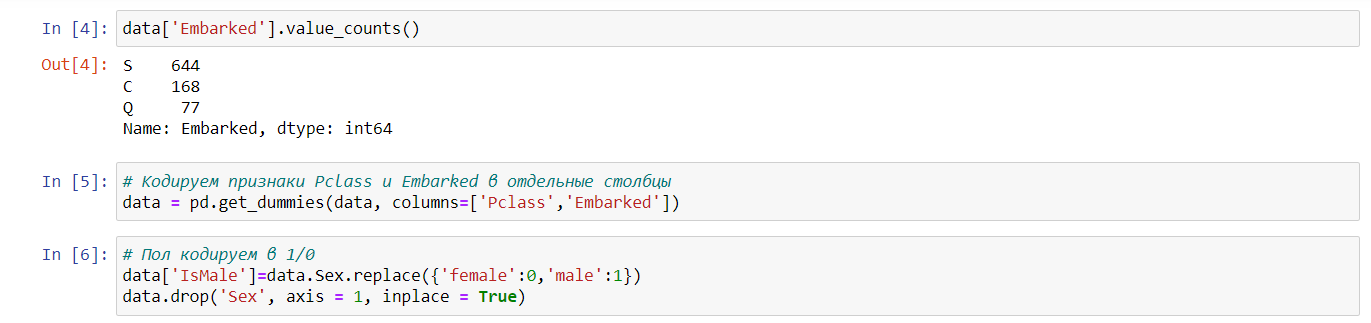 In [4]: data['Embarked'].value_counts()
Out[4]: S    644
C    168
Q     77
Name: Embarked, dtype: int64
In [5]: # Кодируем признаки Pclass и Embarked в отдельные столбцы
data = pd.get_dummies(data, columns=['Pclass','Embarked'])
In [6]: # Пол кодируем в 1/0
data['IsMale']=data.Sex.replace({'female':0,'male':1})
data.drop('Sex', axis = 1, inplace = True)